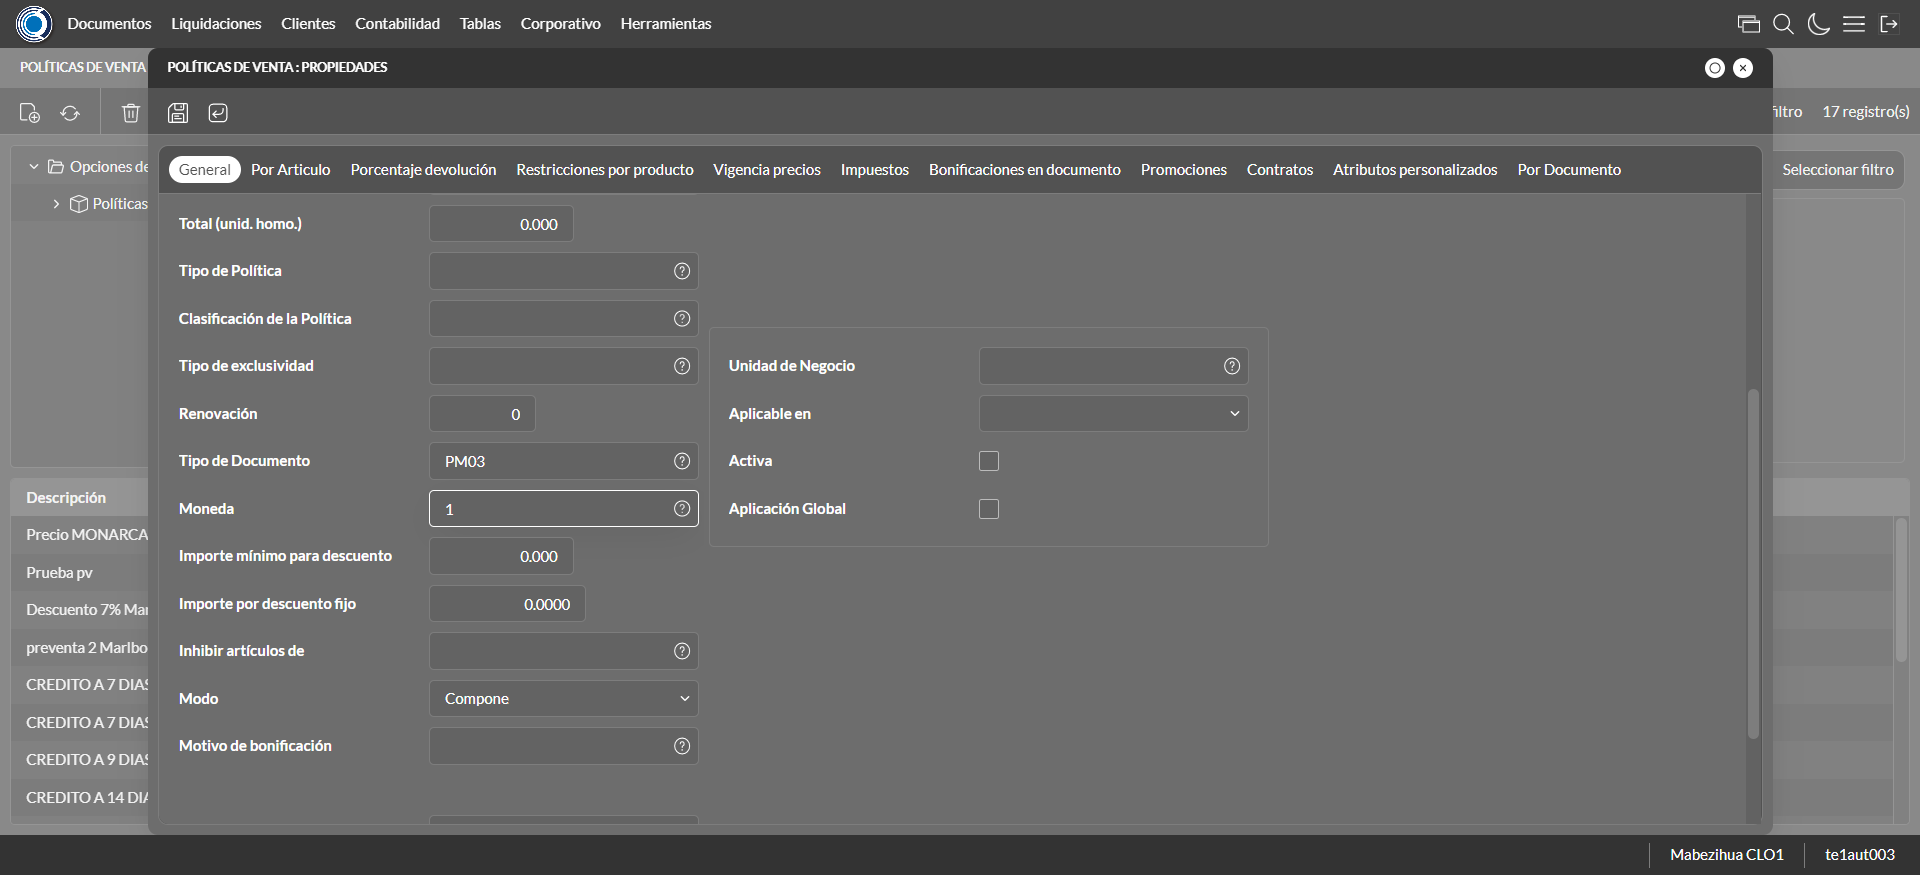 Documentos Liquidaciones Clientes Contabilidad Tablas Corporativo Herramientas
POLÍTICAS DE VENTA
POLÍTICAS DE VENTA : PROPIEDADES
17 registro(s)
Opciones de
Políticas
Seleccionar filtro
General Por Articulo Porcentaje devolución Restricciones por producto Vigencia precios Impuestos Bonificaciones en documento Promociones Contratos Atributos personalizados Por Documento
Total (unid. homo.) 0.000
Tipo de Política
Clasificación de la Política
Tipo de exclusividad
Unidad de Negocio
Renovación 0
Aplicable en
Tipo de Documento PM03
Activa
Moneda 1
Aplicación Global
Importe mínimo para descuento 0.000
Importe por descuento fijo 0.0000
Inhibir artículos de
Modo Compone
Motivo de bonificación
Descripción
Precio MONARCA
Prueba pv
Descuento 7% Mar
preventa 2 Marlbo
CREDITO A 7 DIAS
CREDITO A 7 DIAS
CREDITO A 9 DIAS
CREDITO A 14 DIA
Mabezihua CLO1 te1aut003